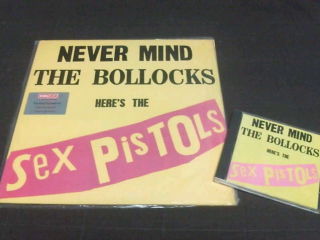 NEVER MIND
THE BOLLOCKS
HERE'S THE
SEX PISTOLS
NEVER MIND
THE BOLLOCKS
HERE'S THE
SEX PISTOLS